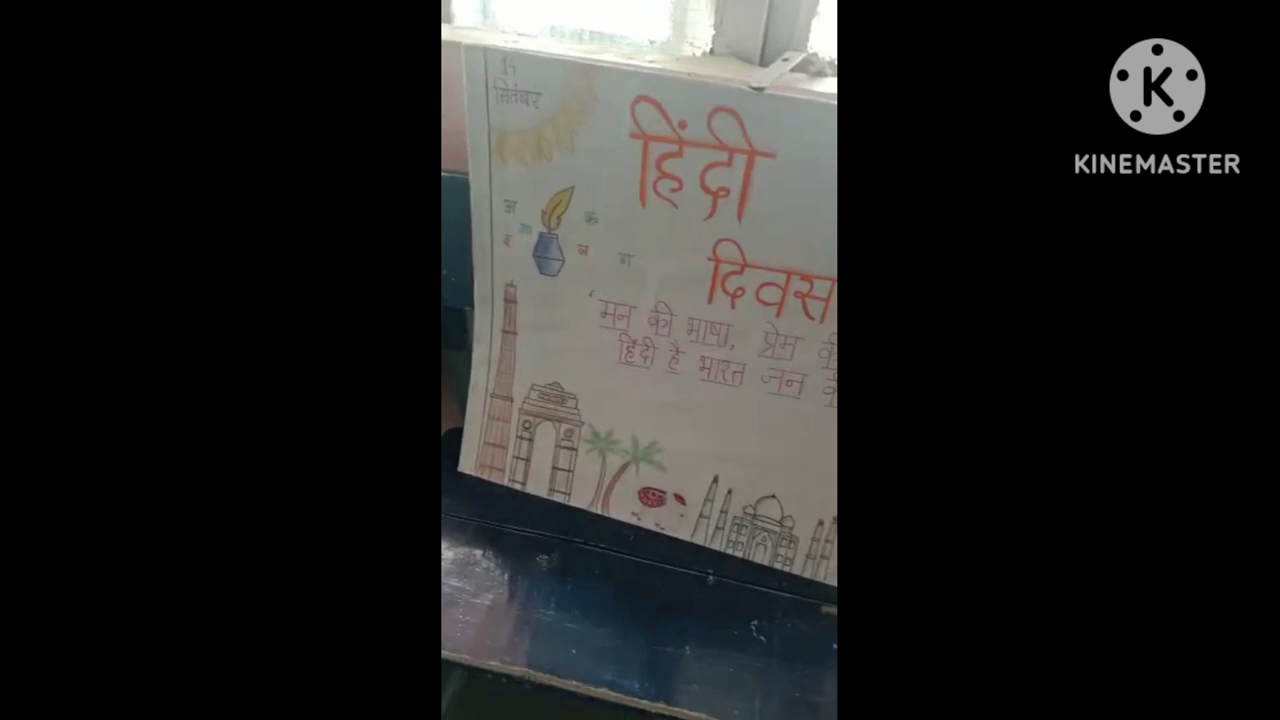 14
सितंबर
हिंदी
दिवस
'मन की भाषा, प्रेम की
हिंदी है भारत जन
क
ग
K
KINEMASTER